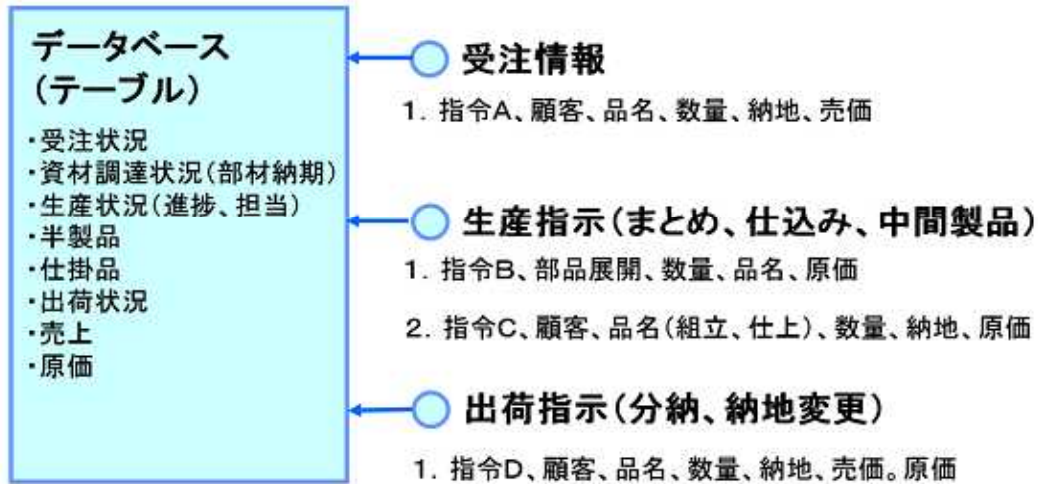 データベース
(テーブル)
・受注状況
・資材調達状況(部材納期)
・生産状況(進捗、担当)
・半製品
・仕掛品
・出荷状況
・売上
・原価
受注情報
1. 指令A、顧客、品名、数量、納地、売価
生産指示(まとめ、仕込み、中間製品)
1. 指令B、部品展開、数量、品名、原価
2. 指令C、顧客、品名(組立、仕上)、数量、納地、原価
出荷指示(分納、納地変更)
1. 指令D、顧客、品名、数量、納地、売価。原価